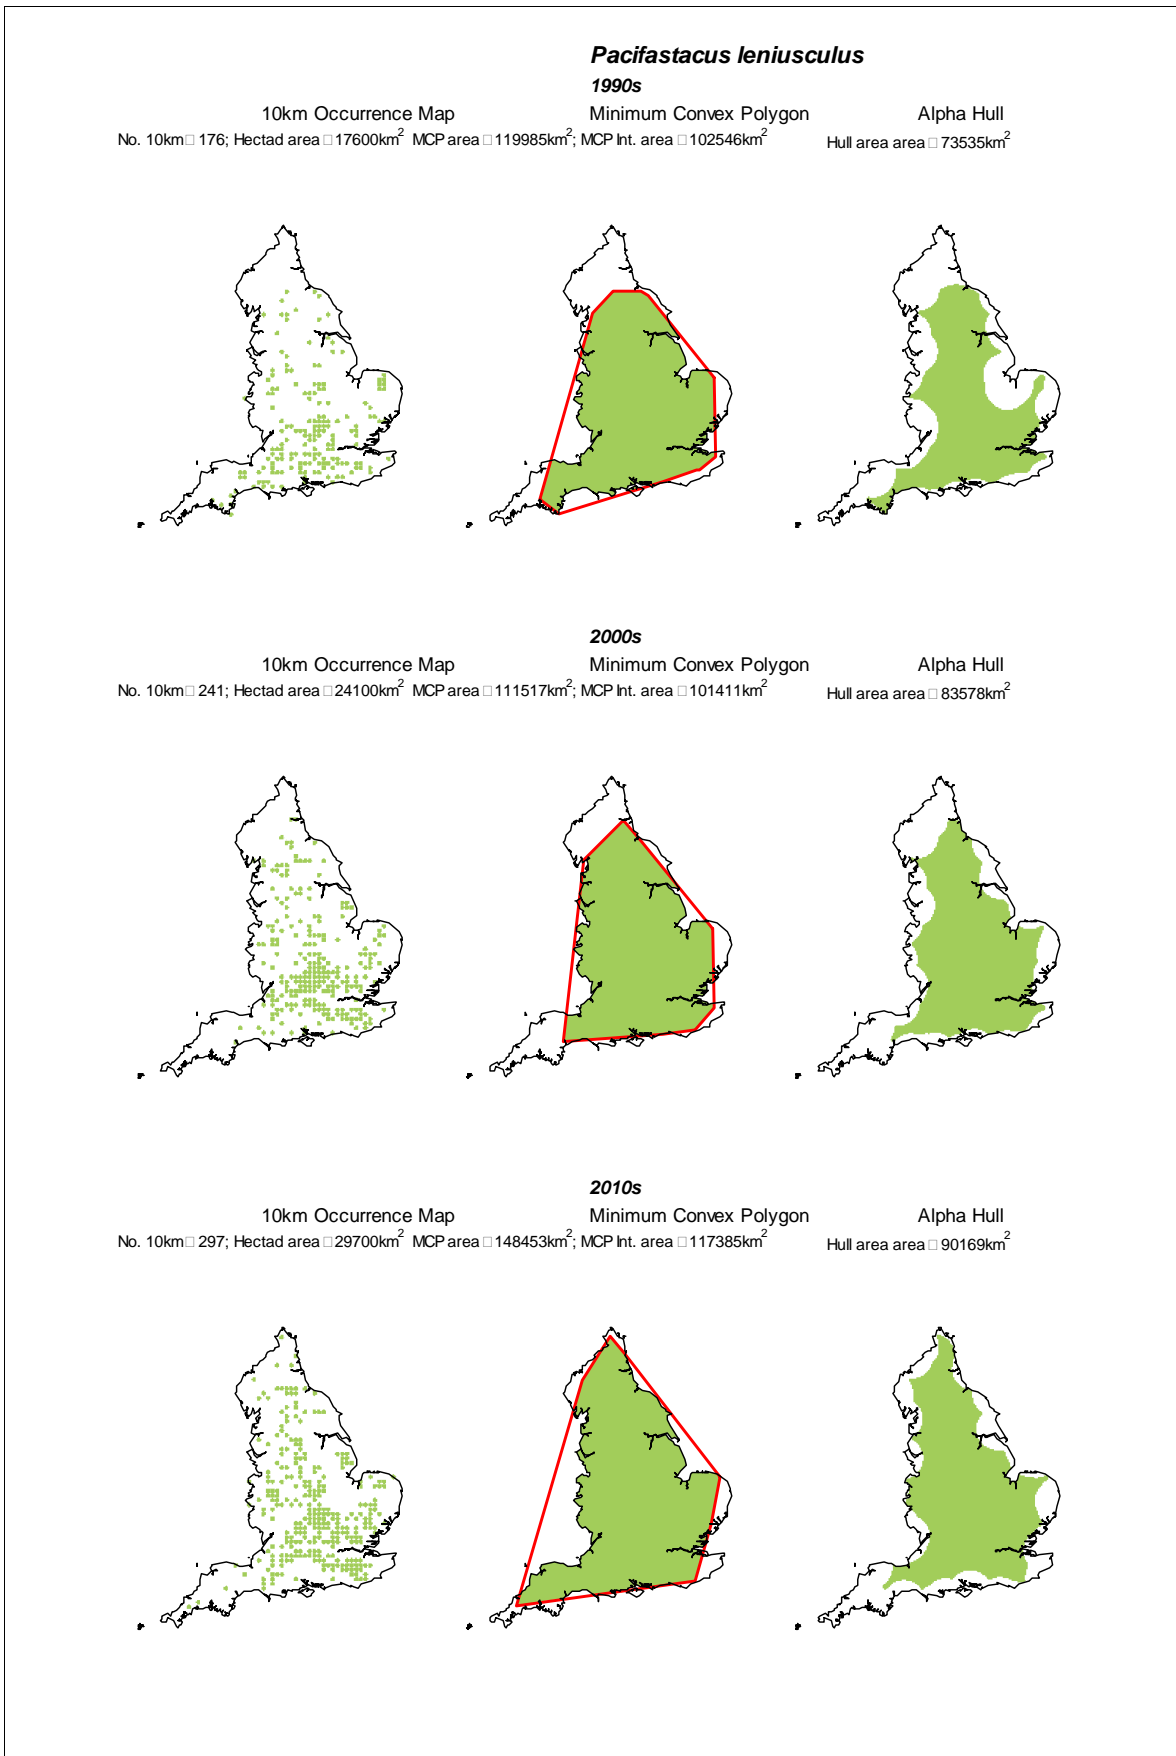 Pacifastacus leniusculus
1990s
10km Occurrence Map Minimum Convex Polygon Alpha Hull
No. 10km□176; Hectad area□17600km² MCP area□119985km²; MCP Int. area□102546km² Hull area area□73535km²
2000s
10km Occurrence Map Minimum Convex Polygon Alpha Hull
No. 10km□241; Hectad area□24100km² MCP area□111517km²; MCP Int. area□101411km² Hull area area□83578km²
2010s
10km Occurrence Map Minimum Convex Polygon Alpha Hull
No. 10km□297; Hectad area□29700km² MCP area□148453km²; MCP Int. area□117385km² Hull area area□90169km²